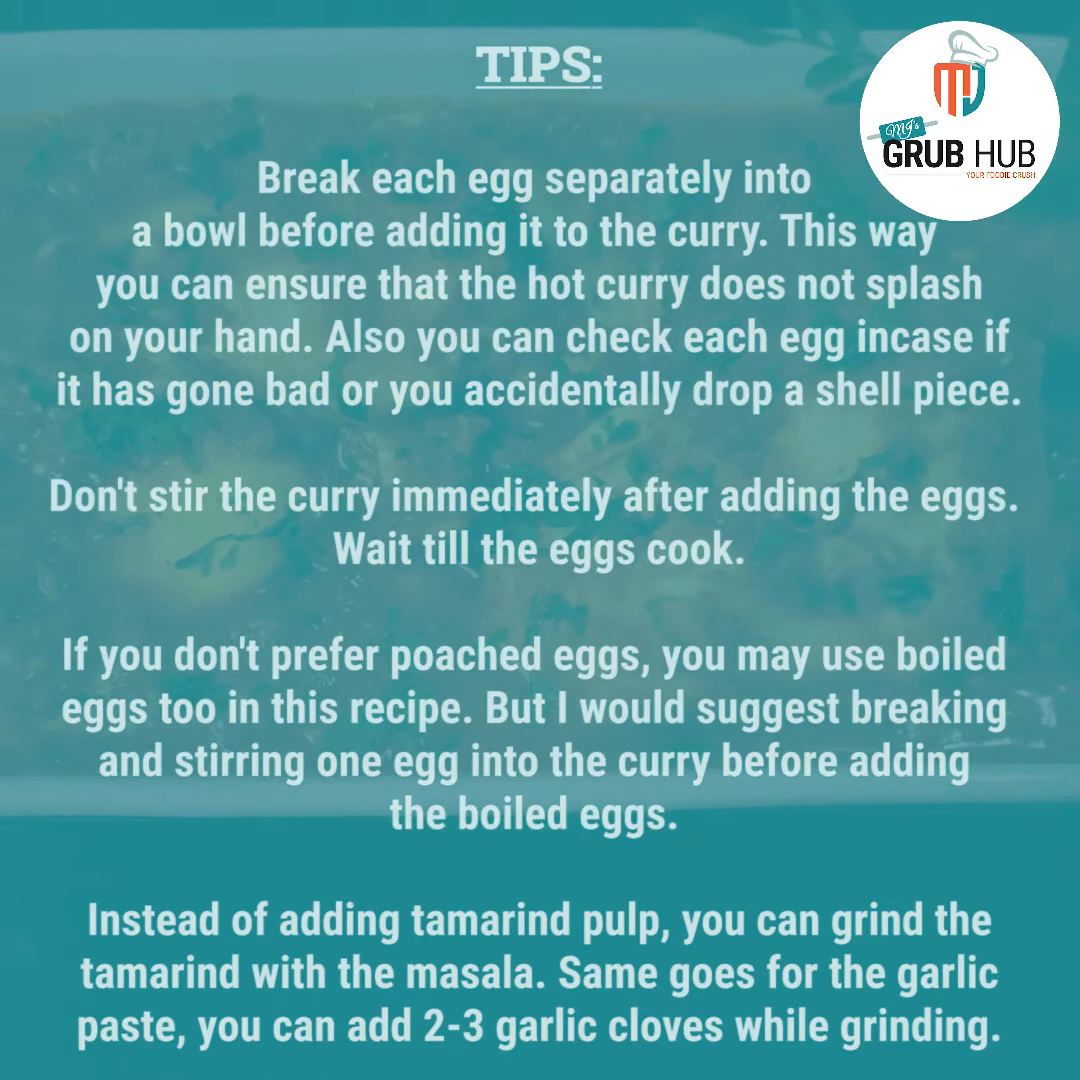 TIPS:
MJ
MJ's
GRUB HUB
YOUR FOODIE CRUSH
Break each egg separately into
a bowl before adding it to the curry. This way
you can ensure that the hot curry does not splash
on your hand. Also you can check each egg incase if
it has gone bad or you accidentally drop a shell piece.
Don't stir the curry immediately after adding the eggs.
Wait till the eggs cook.
If you don't prefer poached eggs, you may use boiled
eggs too in this recipe. But I would suggest breaking
and stirring one egg into the curry before adding
the boiled eggs.
Instead of adding tamarind pulp, you can grind the
tamarind with the masala. Same goes for the garlic
paste, you can add 2-3 garlic cloves while grinding.